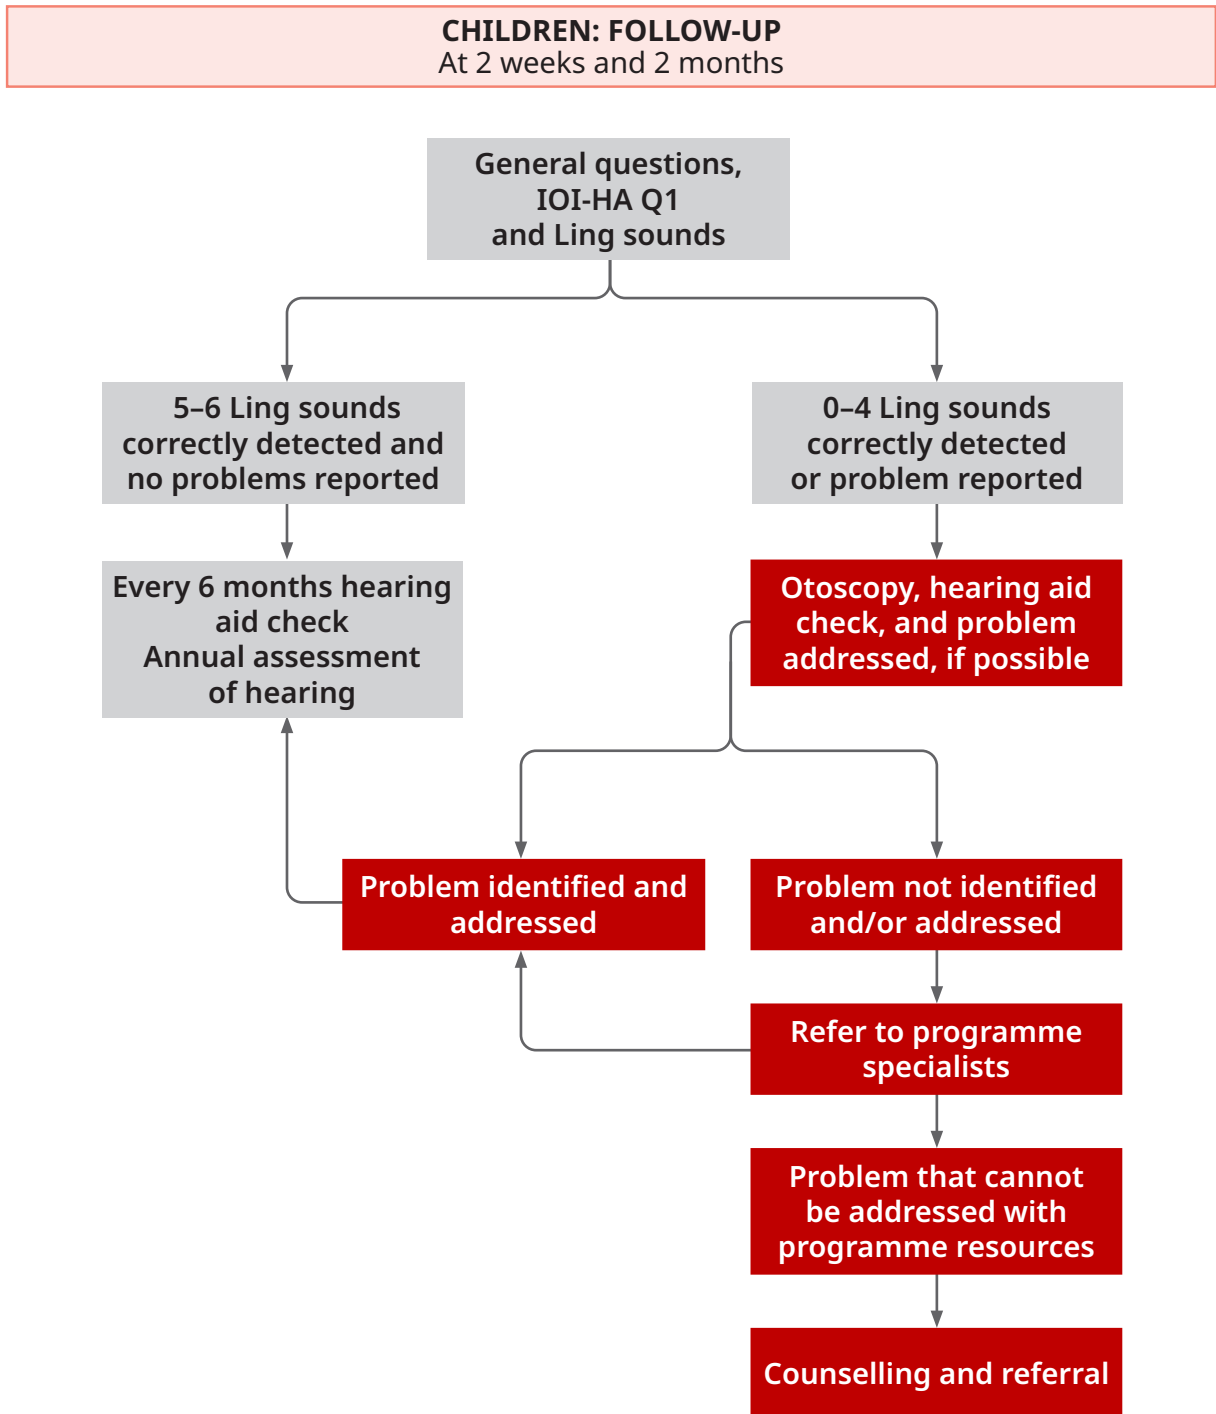 CHILDREN: FOLLOW-UP
At 2 weeks and 2 months
General questions,
IOI-HA Q1
and Ling sounds
5–6 Ling sounds
correctly detected and
no problems reported
0–4 Ling sounds
correctly detected
or problem reported
Every 6 months hearing
aid check
Annual assessment
of hearing
Otoscopy, hearing aid
check, and problem
addressed, if possible
Problem identified and
addressed
Problem not identified
and/or addressed
Refer to programme
specialists
Problem that cannot
be addressed with
programme resources
Counselling and referral